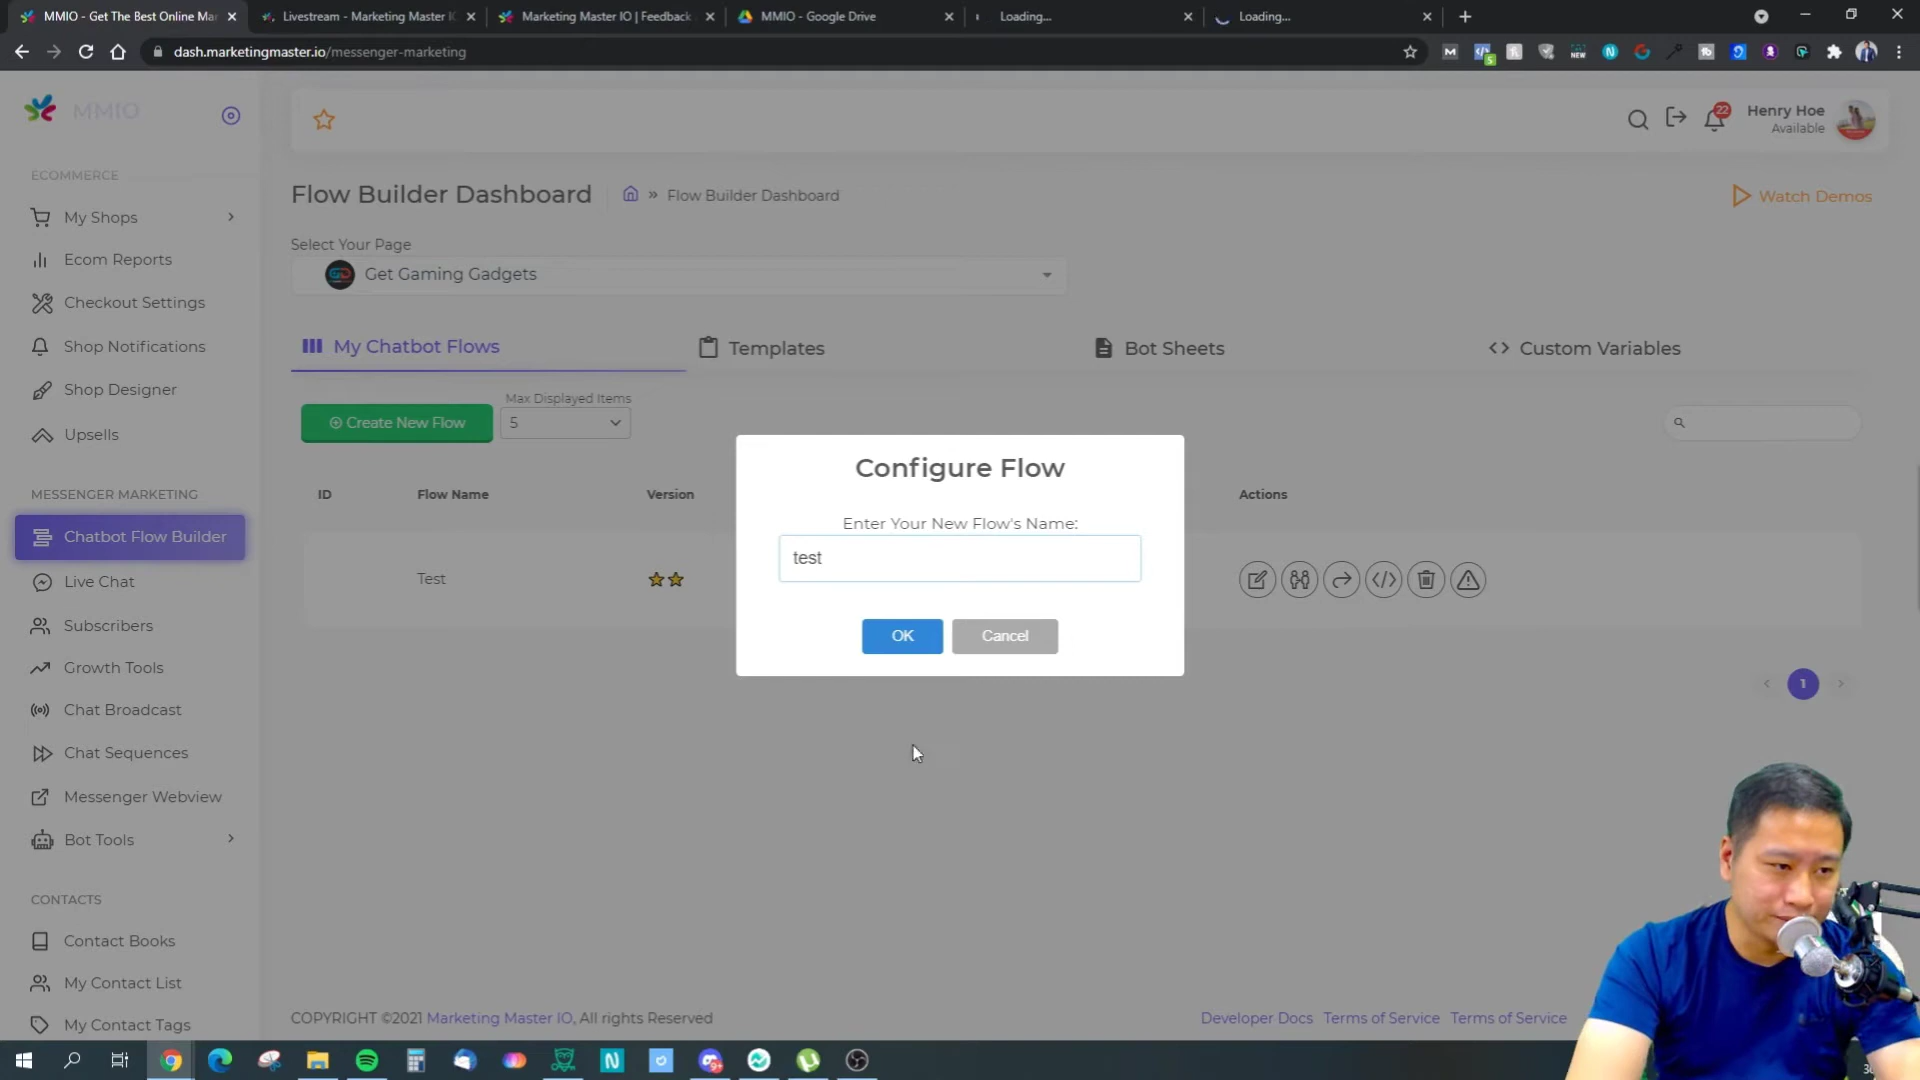 MMIO - Get The Best Online Mar
Livestream - Marketing Master IO
Marketing Master IO | Feedback
MMIO - Google Drive
Loading...
Loading...
dash.marketingmaster.io/messenger-marketing
MMIO
22
Henry Hoe
Available
ECOMMERCE
My Shops
Ecom Reports
Checkout Settings
Shop Notifications
Shop Designer
Upsells
MESSENGER MARKETING
Chatbot Flow Builder
Live Chat
Subscribers
Growth Tools
Chat Broadcast
Chat Sequences
Messenger Webview
Bot Tools
CONTACTS
Contact Books
My Contact List
My Contact Tags
Flow Builder Dashboard
» Flow Builder Dashboard
Watch Demos
Select Your Page
Get Gaming Gadgets
My Chatbot Flows
Templates
Bot Sheets
Custom Variables
Create New Flow
Max Displayed Items
5
ID
Flow Name
Version
Actions
Test
Configure Flow
Enter Your New Flow's Name:
test
OK
Cancel
1
COPYRIGHT ©2021 Marketing Master IO, All rights Reserved
Developer Docs
Terms of Service
Terms of Service